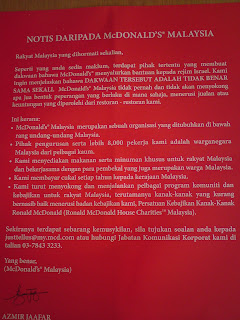 NOTIS DARIPADA McDONALD'S® MALAYSIA
Rakyat Malaysia yang dihormati sekalian,
Seperti yang anda sedia maklum, terdapat pihak tertentu yang membuat
dakwaan bahawa McDonald's® menyalurkan bantuan kepada rejim Israel. Kami
ingin menjelaskan bahawa DAKWAAN TERSEBUT ADALAH TIDAK BENAR
SAMA SEKALI. McDonald's® Malaysia tidak pernah dan tidak akan menyokong
apa jua bentuk peperangan yang berlaku di mana sahaja, menerusi jualan atau
keuntungan yang diperolehi dari restoran - restoran kami.
Ini kerana:
• McDonald's® Malaysia merupakan sebuah organisasi yang ditubuhkan di bawah
rang undang-undang Malaysia.
• Pihak pengurusan serta lebih 8,000 pekerja kami adalah warganegara
Malaysia dari pelbagai kaum.
• Kami menyediakan makanan serta minuman khusus untuk rakyat Malaysia
dan bekerjasama dengan para pembekal yang juga merupakan warga Malaysia.
• Kami membayar cukai setiap tahun kepada kerajaan Malaysia.
• Kami turut menyokong dan menjalankan pelbagai program komuniti dan
kebajikan untuk rakyat Malaysia, terutamanya kanak-kanak yang kurang
bernasib baik menerusi badan kebajikan kami, Persatuan Kebajikan Kanak-Kanak
Ronald McDonald (Ronald McDonald House Charities™ Malaysia).
Sekiranya terdapat sebarang kemusykilan, sila tujukan soalan anda kepada
justtellus@my.mcd.com atau hubungi Jabatan Komunikasi Korporat kami di
talian 03-7843 3233.
Yang benar,
(McDonald's® Malaysia)
AZMIR JAAFAR